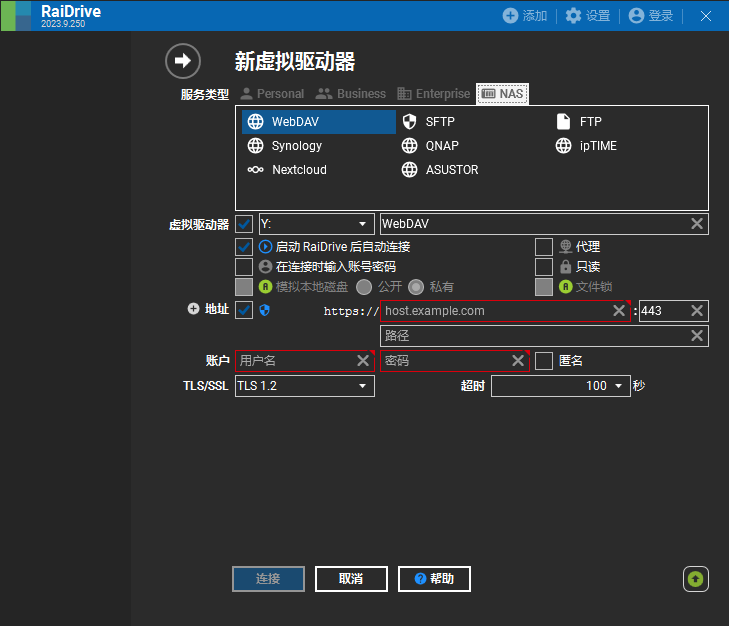 RaiDrive
2023.9.250
添加 设置 登录
新虚拟驱动器
服务类型 Personal Business Enterprise NAS
WebDAV SFTP FTP
Synology QNAP ipTIME
Nextcloud ASUSTOR
虚拟驱动器 Y: WebDAV
启动 RaiDrive 后自动连接 代理
在连接时输入账号密码 只读
模拟本地磁盘 公开 私有 文件锁
地址 https:// host.example.com : 443
路径
账户 用户名 密码 匿名
TLS/SSL TLS 1.2 超时 100 秒
连接 取消 帮助